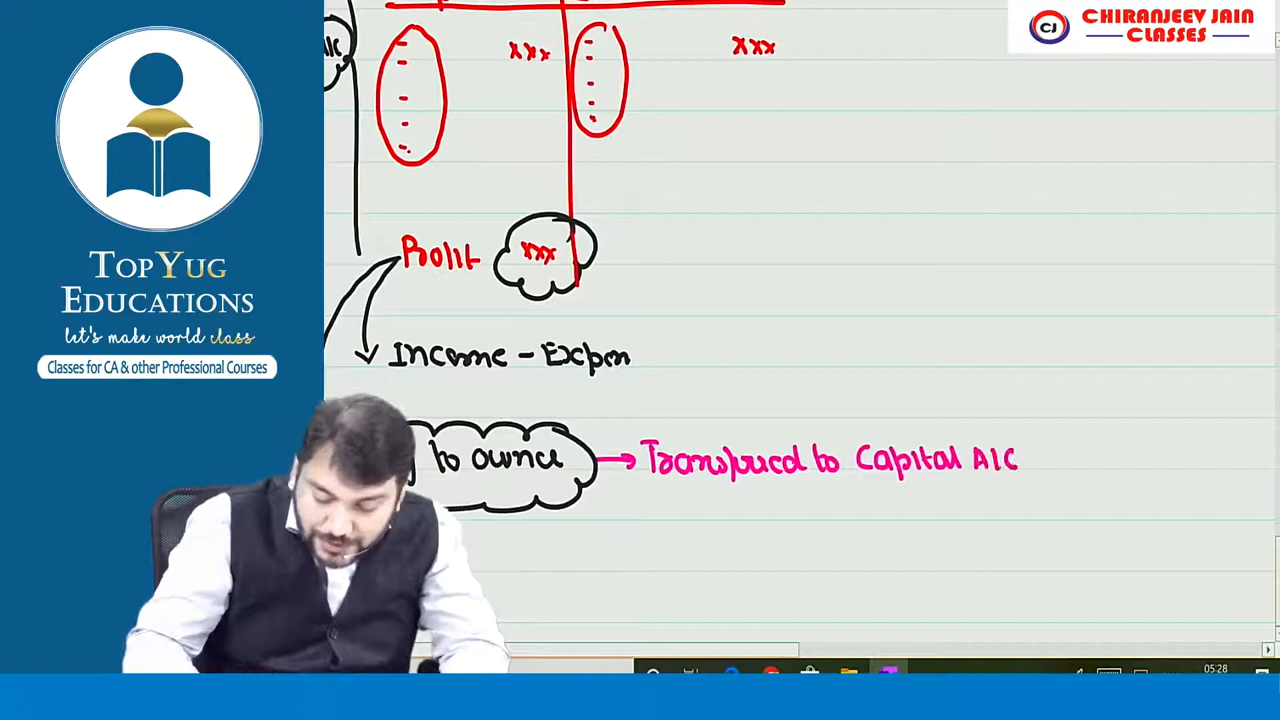 CHIRANJEEV JAIN
CLASSES
CJ
A/C
xxx
xxx
TOPYUG
EDUCATIONS
let's make world class
Classes for CA & other Professional Courses
Profit xxx
Income - Expen
to owner
Transferred to Capital A/C
05:28